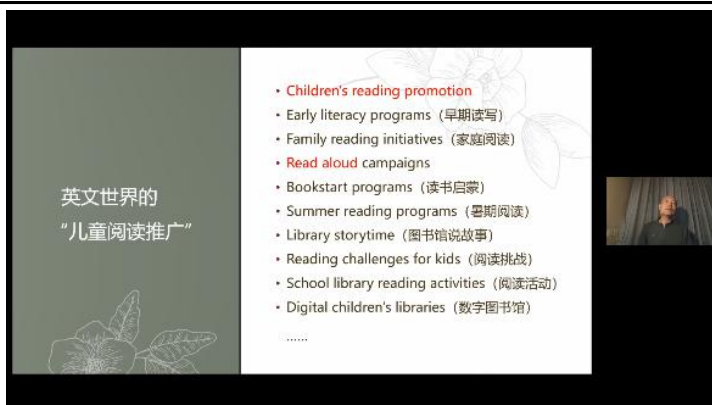 英文世界的
“儿童阅读推广”
• Children's reading promotion
• Early literacy programs（早期读写）
• Family reading initiatives（家庭阅读）
• Read aloud campaigns
• Bookstart programs（读书启蒙）
• Summer reading programs（暑期阅读）
• Library storytime（图书馆说故事）
• Reading challenges for kids（阅读挑战）
• School library reading activities（阅读活动）
• Digital children's libraries（数字图书馆）
……